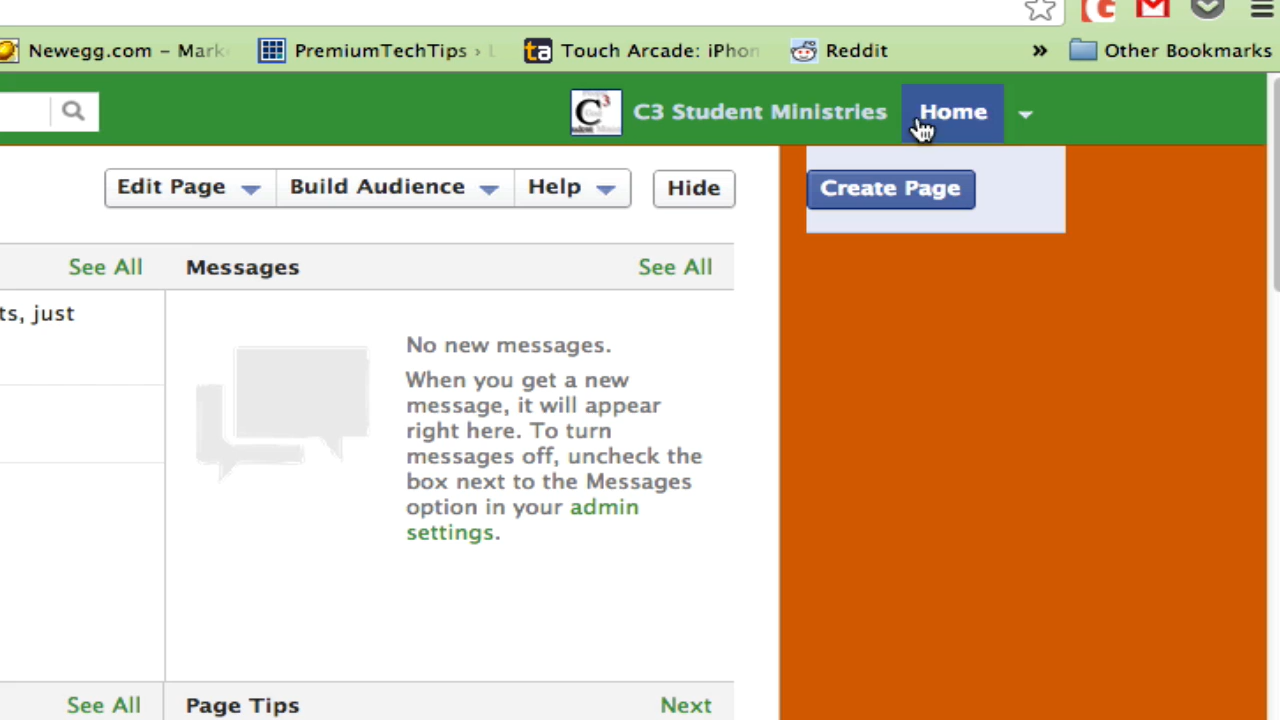 Newegg.com – Mark
PremiumTechTips › L
Touch Arcade: iPhon
Reddit
»
Other Bookmarks
C3
C3 Student Ministries
Home
Edit Page
Build Audience
Help
Hide
Create Page
See All
Messages
See All
ts, just
No new messages.
When you get a new
message, it will appear
right here. To turn
messages off, uncheck the
box next to the Messages
option in your admin
settings.
See All
Page Tips
Next